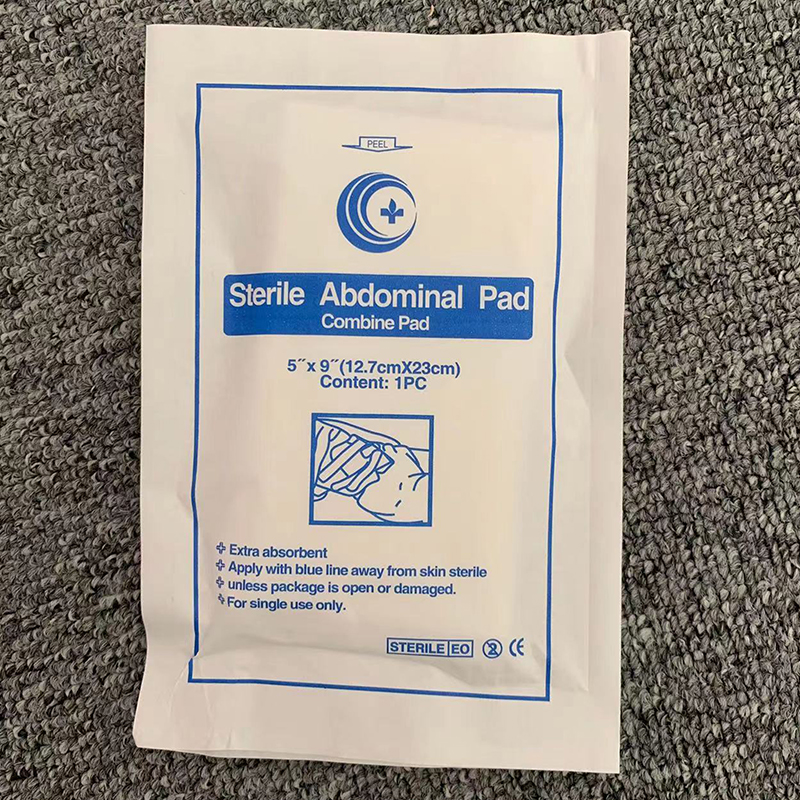 PEEL
Sterile Abdominal Pad
Combine Pad
5˝x 9˝(12.7cmX23cm)
Content: 1PC
Extra absorbent
Apply with blue line away from skin sterile
unless package is open or damaged.
For single use only.
STERILE EO 2 CE